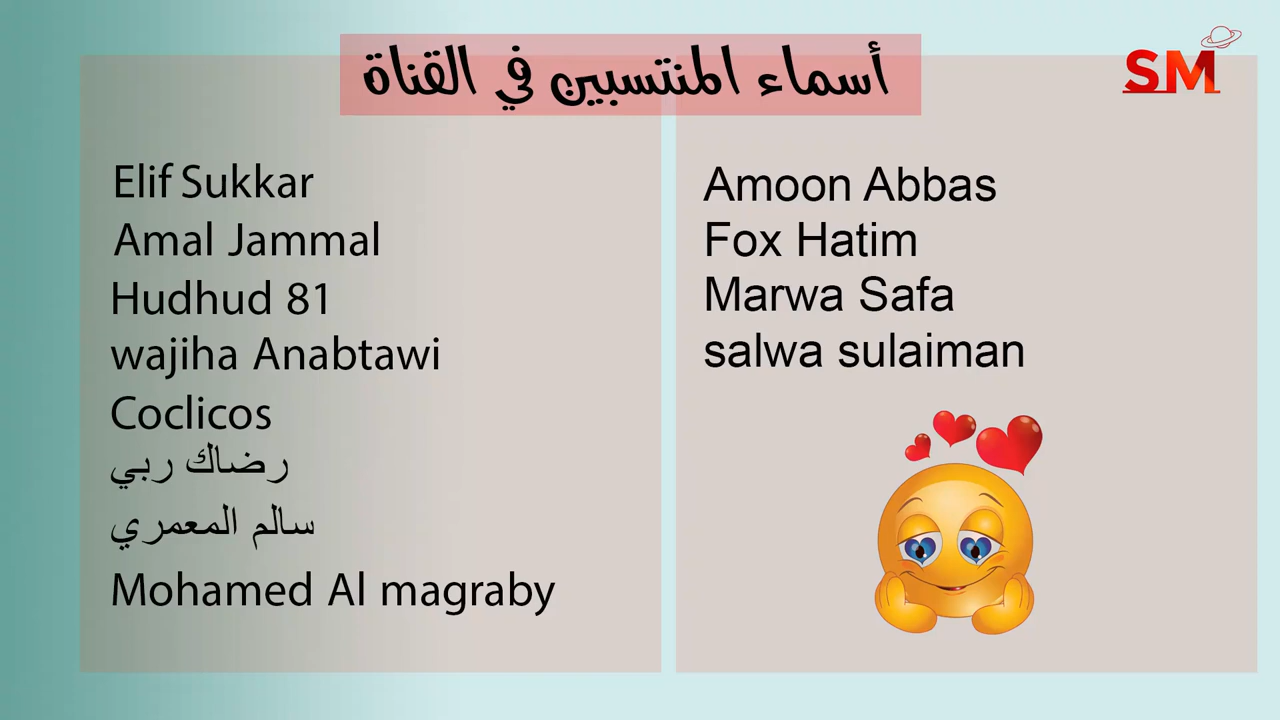 أسماء المنتسبين في القناة
SM
Elif Sukkar
Amal Jammal
Hudhud 81
wajiha Anabtawi
Coclicos
رضاك ربي
سالم المعمري
Mohamed Al magraby
Amoon Abbas
Fox Hatim
Marwa Safa
salwa sulaiman